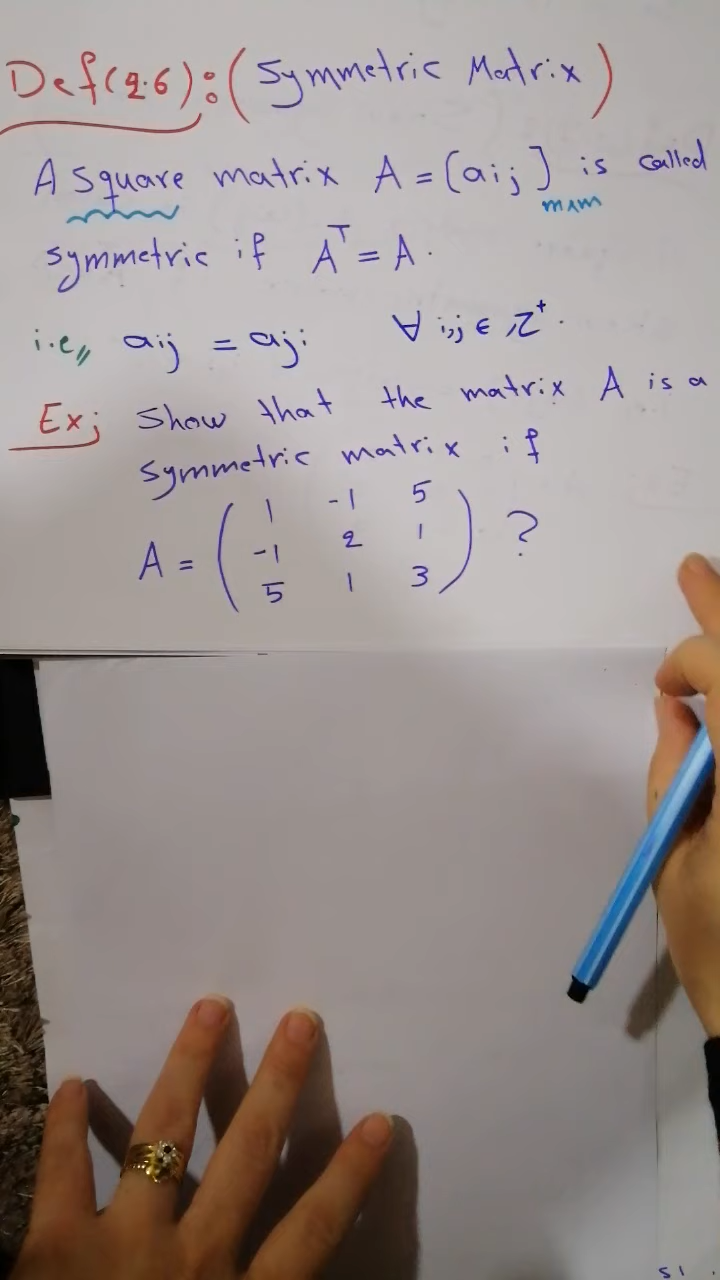 Def(2.6): (Symmetric Matrix)
A square matrix A = [aij] is called
m×m
symmetric if Aᵀ = A.
i.e,, aij = aji ∀ i,j ∈ Z⁺.
Ex; Show that the matrix A is a
symmetric matrix if
A = ( 1 -1 5
-1 2 1
5 1 3 ) ?